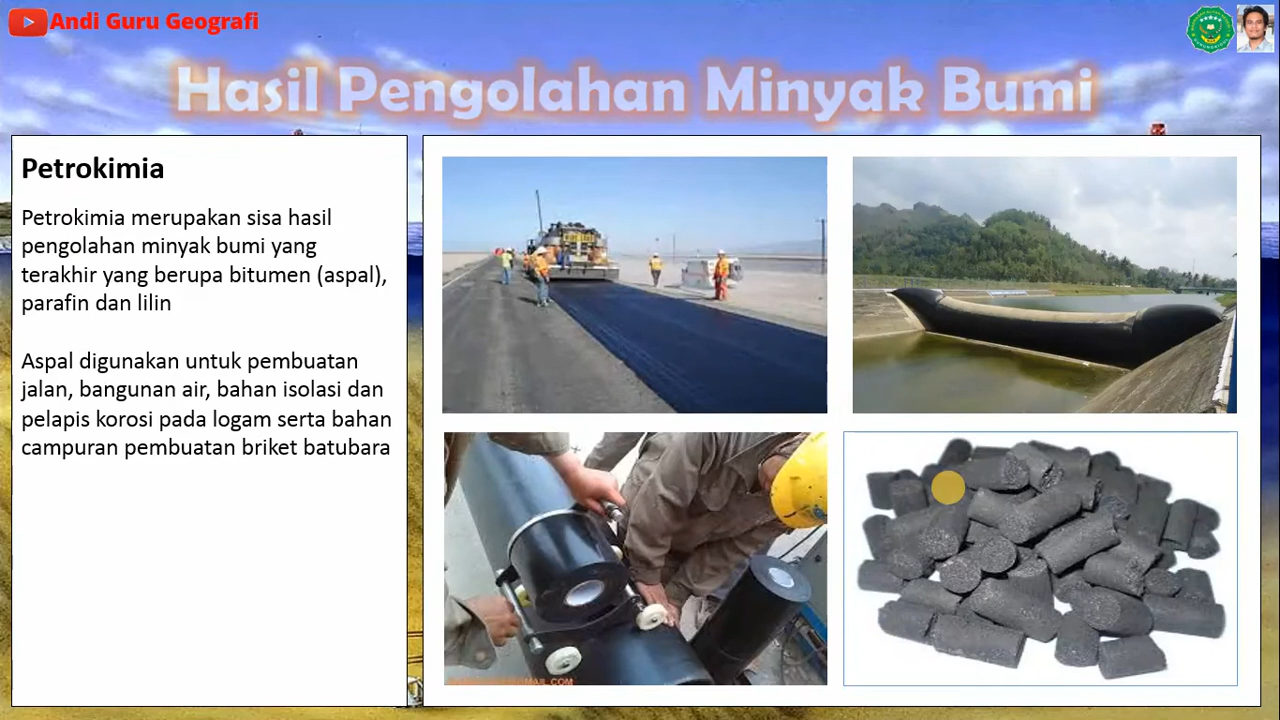 Andi Guru Geografi
Hasil Pengolahan Minyak Bumi
Petrokimia
Petrokimia merupakan sisa hasil
pengolahan minyak bumi yang
terakhir yang berupa bitumen (aspal),
parafin dan lilin
Aspal digunakan untuk pembuatan
jalan, bangunan air, bahan isolasi dan
pelapis korosi pada logam serta bahan
campuran pembuatan briket batubara